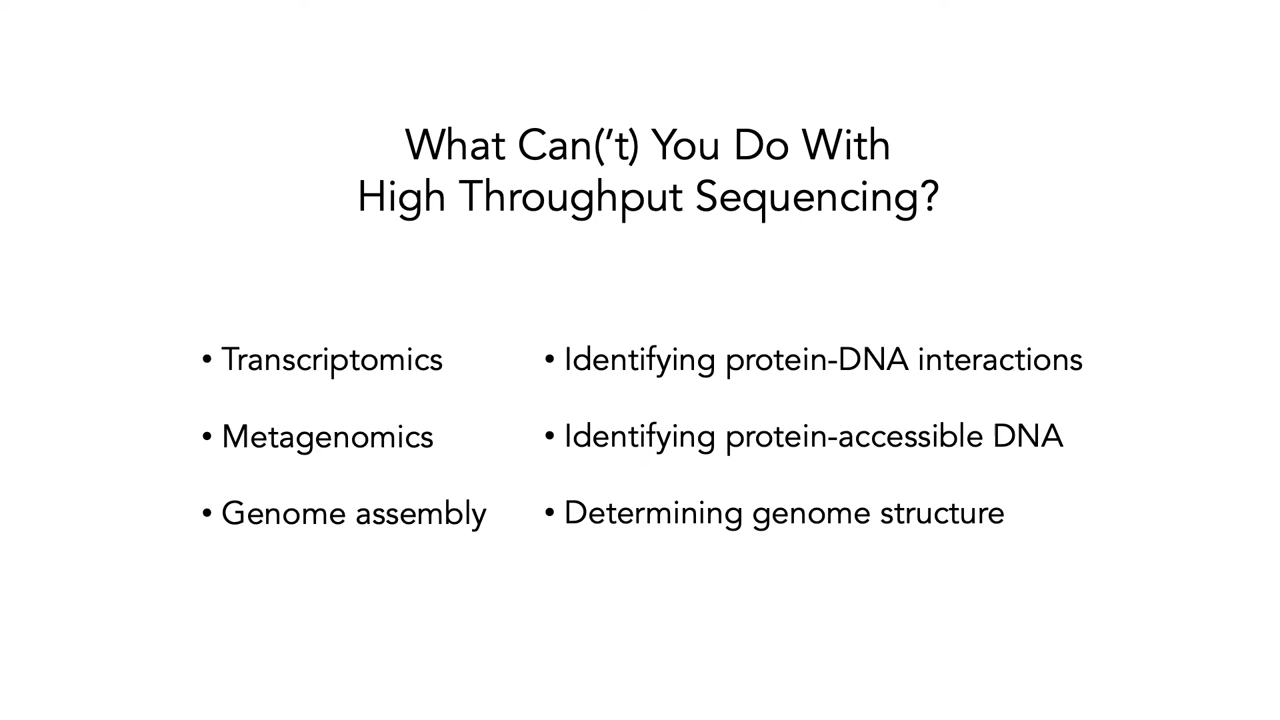 What Can(’t) You Do With
High Throughput Sequencing?
• Transcriptomics
• Metagenomics
• Genome assembly
• Identifying protein-DNA interactions
• Identifying protein-accessible DNA
• Determining genome structure